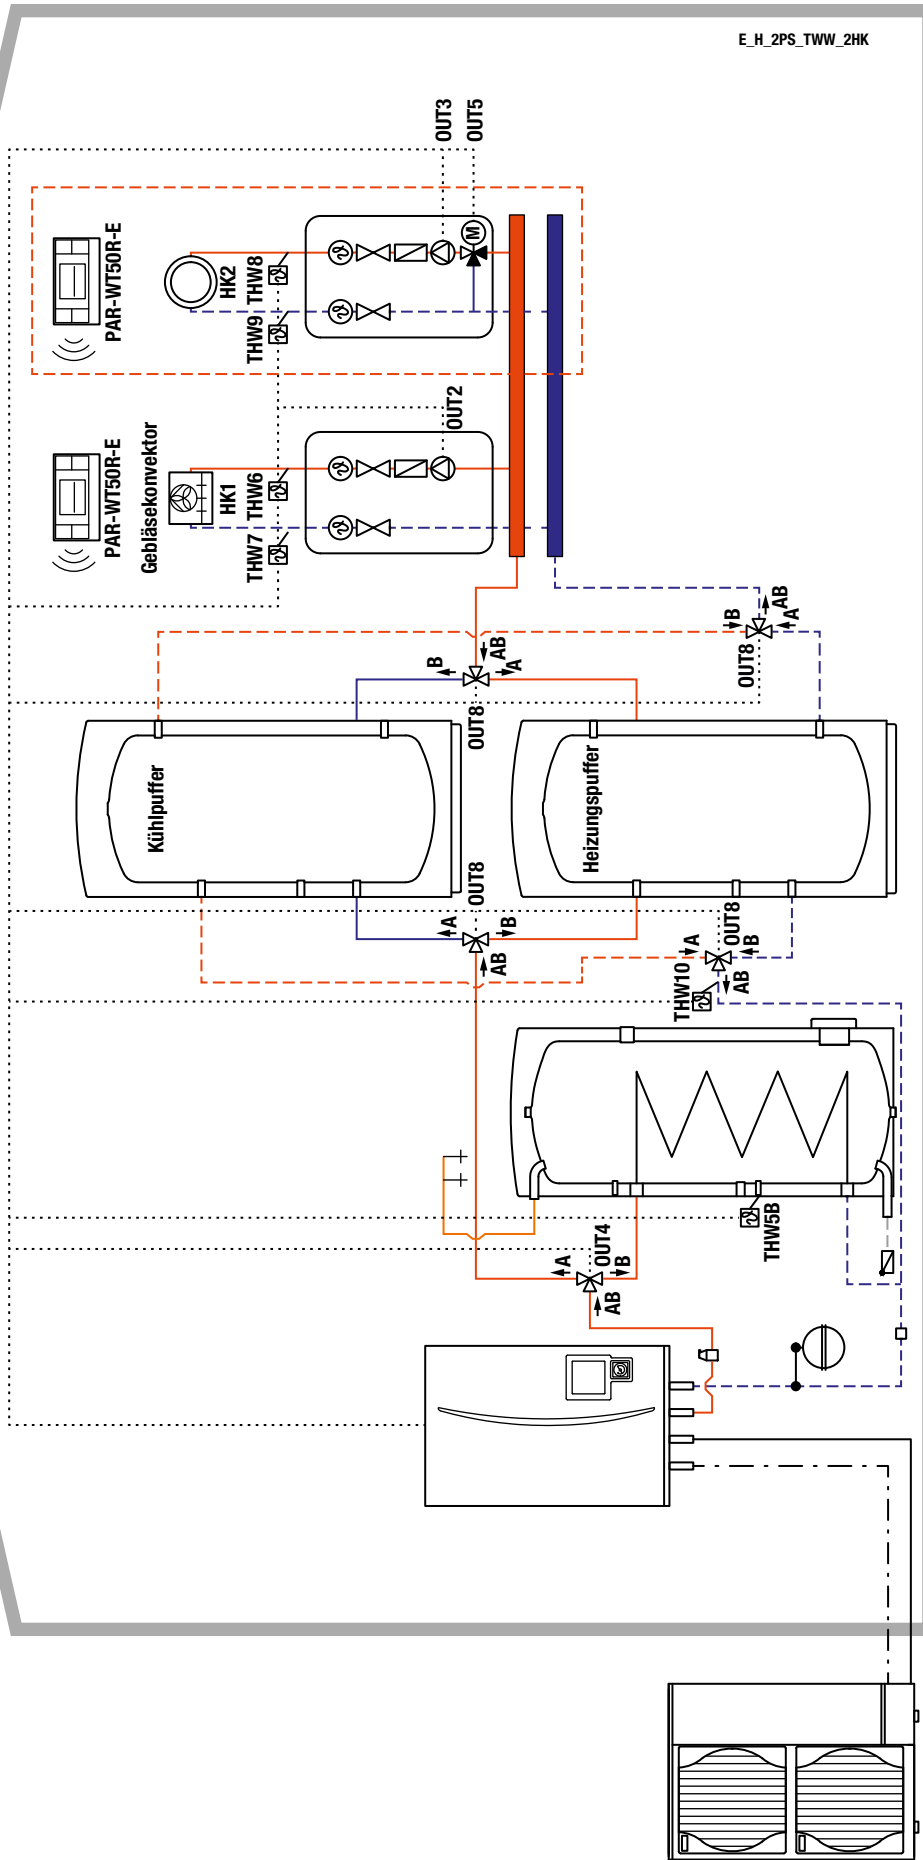 E_H_2PS_TWW_2HK
OUT3
OUT5
PAR-WT50R-E
HK2
THW8
THW9
M
PAR-WT50R-E
Gebläsekonvektor
HK1
THW6
THW7
OUT2
B
AB
A
OUT8
B
AB
A
OUT8
Kühlpuffer
Heizungspuffer
OUT8
A
B
AB
A
OUT8
B
AB
THW10
THW5B
A
OUT4
B
AB